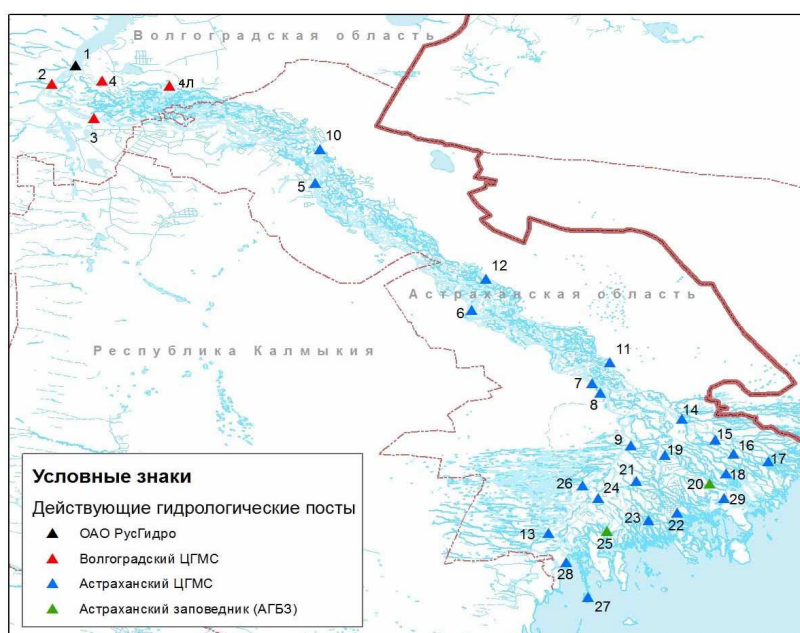 Волгоградская область
1
2
4
4л
3
10
5
12
Астраханская область
6
Республика Калмыкия
11
7
8
14
9
19
15
16
17
18
20
21
26
24
29
22
23
13
25
28
27
Условные знаки
Действующие гидрологические посты
ОАО РусГидро
Волгоградский ЦГМС
Астраханский ЦГМС
Астраханский заповедник (АГБЗ)